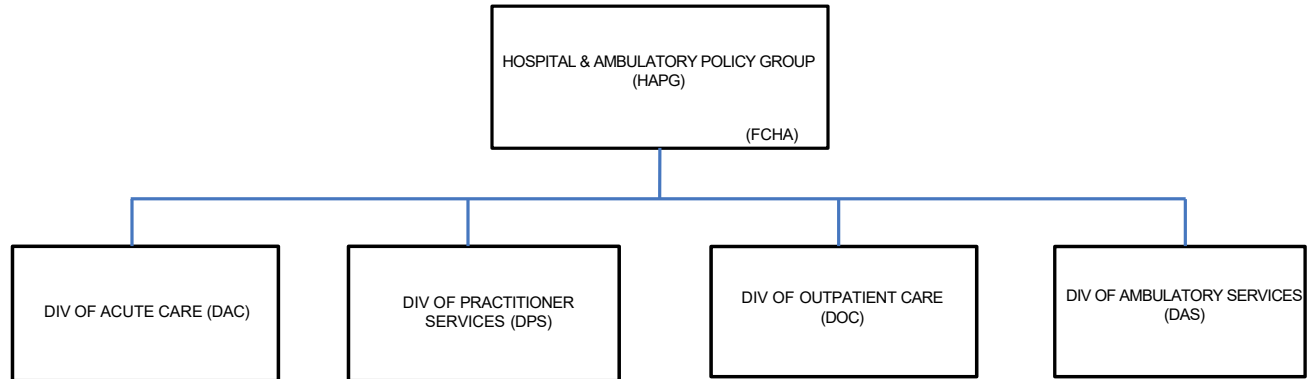 HOSPITAL & AMBULATORY POLICY GROUP
(HAPG)
(FCHA)
DIV OF ACUTE CARE (DAC)
DIV OF PRACTITIONER
SERVICES (DPS)
DIV OF OUTPATIENT CARE
(DOC)
DIV OF AMBULATORY SERVICES
(DAS)